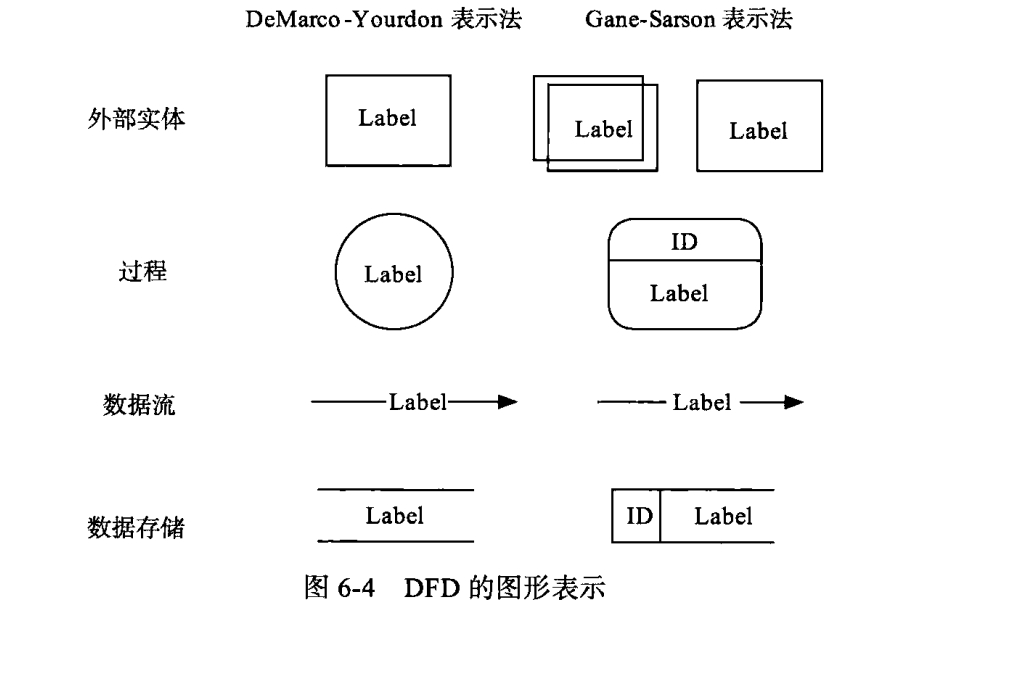 DeMarco-Yourdon 表示法 Gane-Sarson 表示法
外部实体 Label Label Label
ID
过程 Label Label
数据流 Label Label
数据存储 Label ID Label
图 6-4 DFD 的图形表示